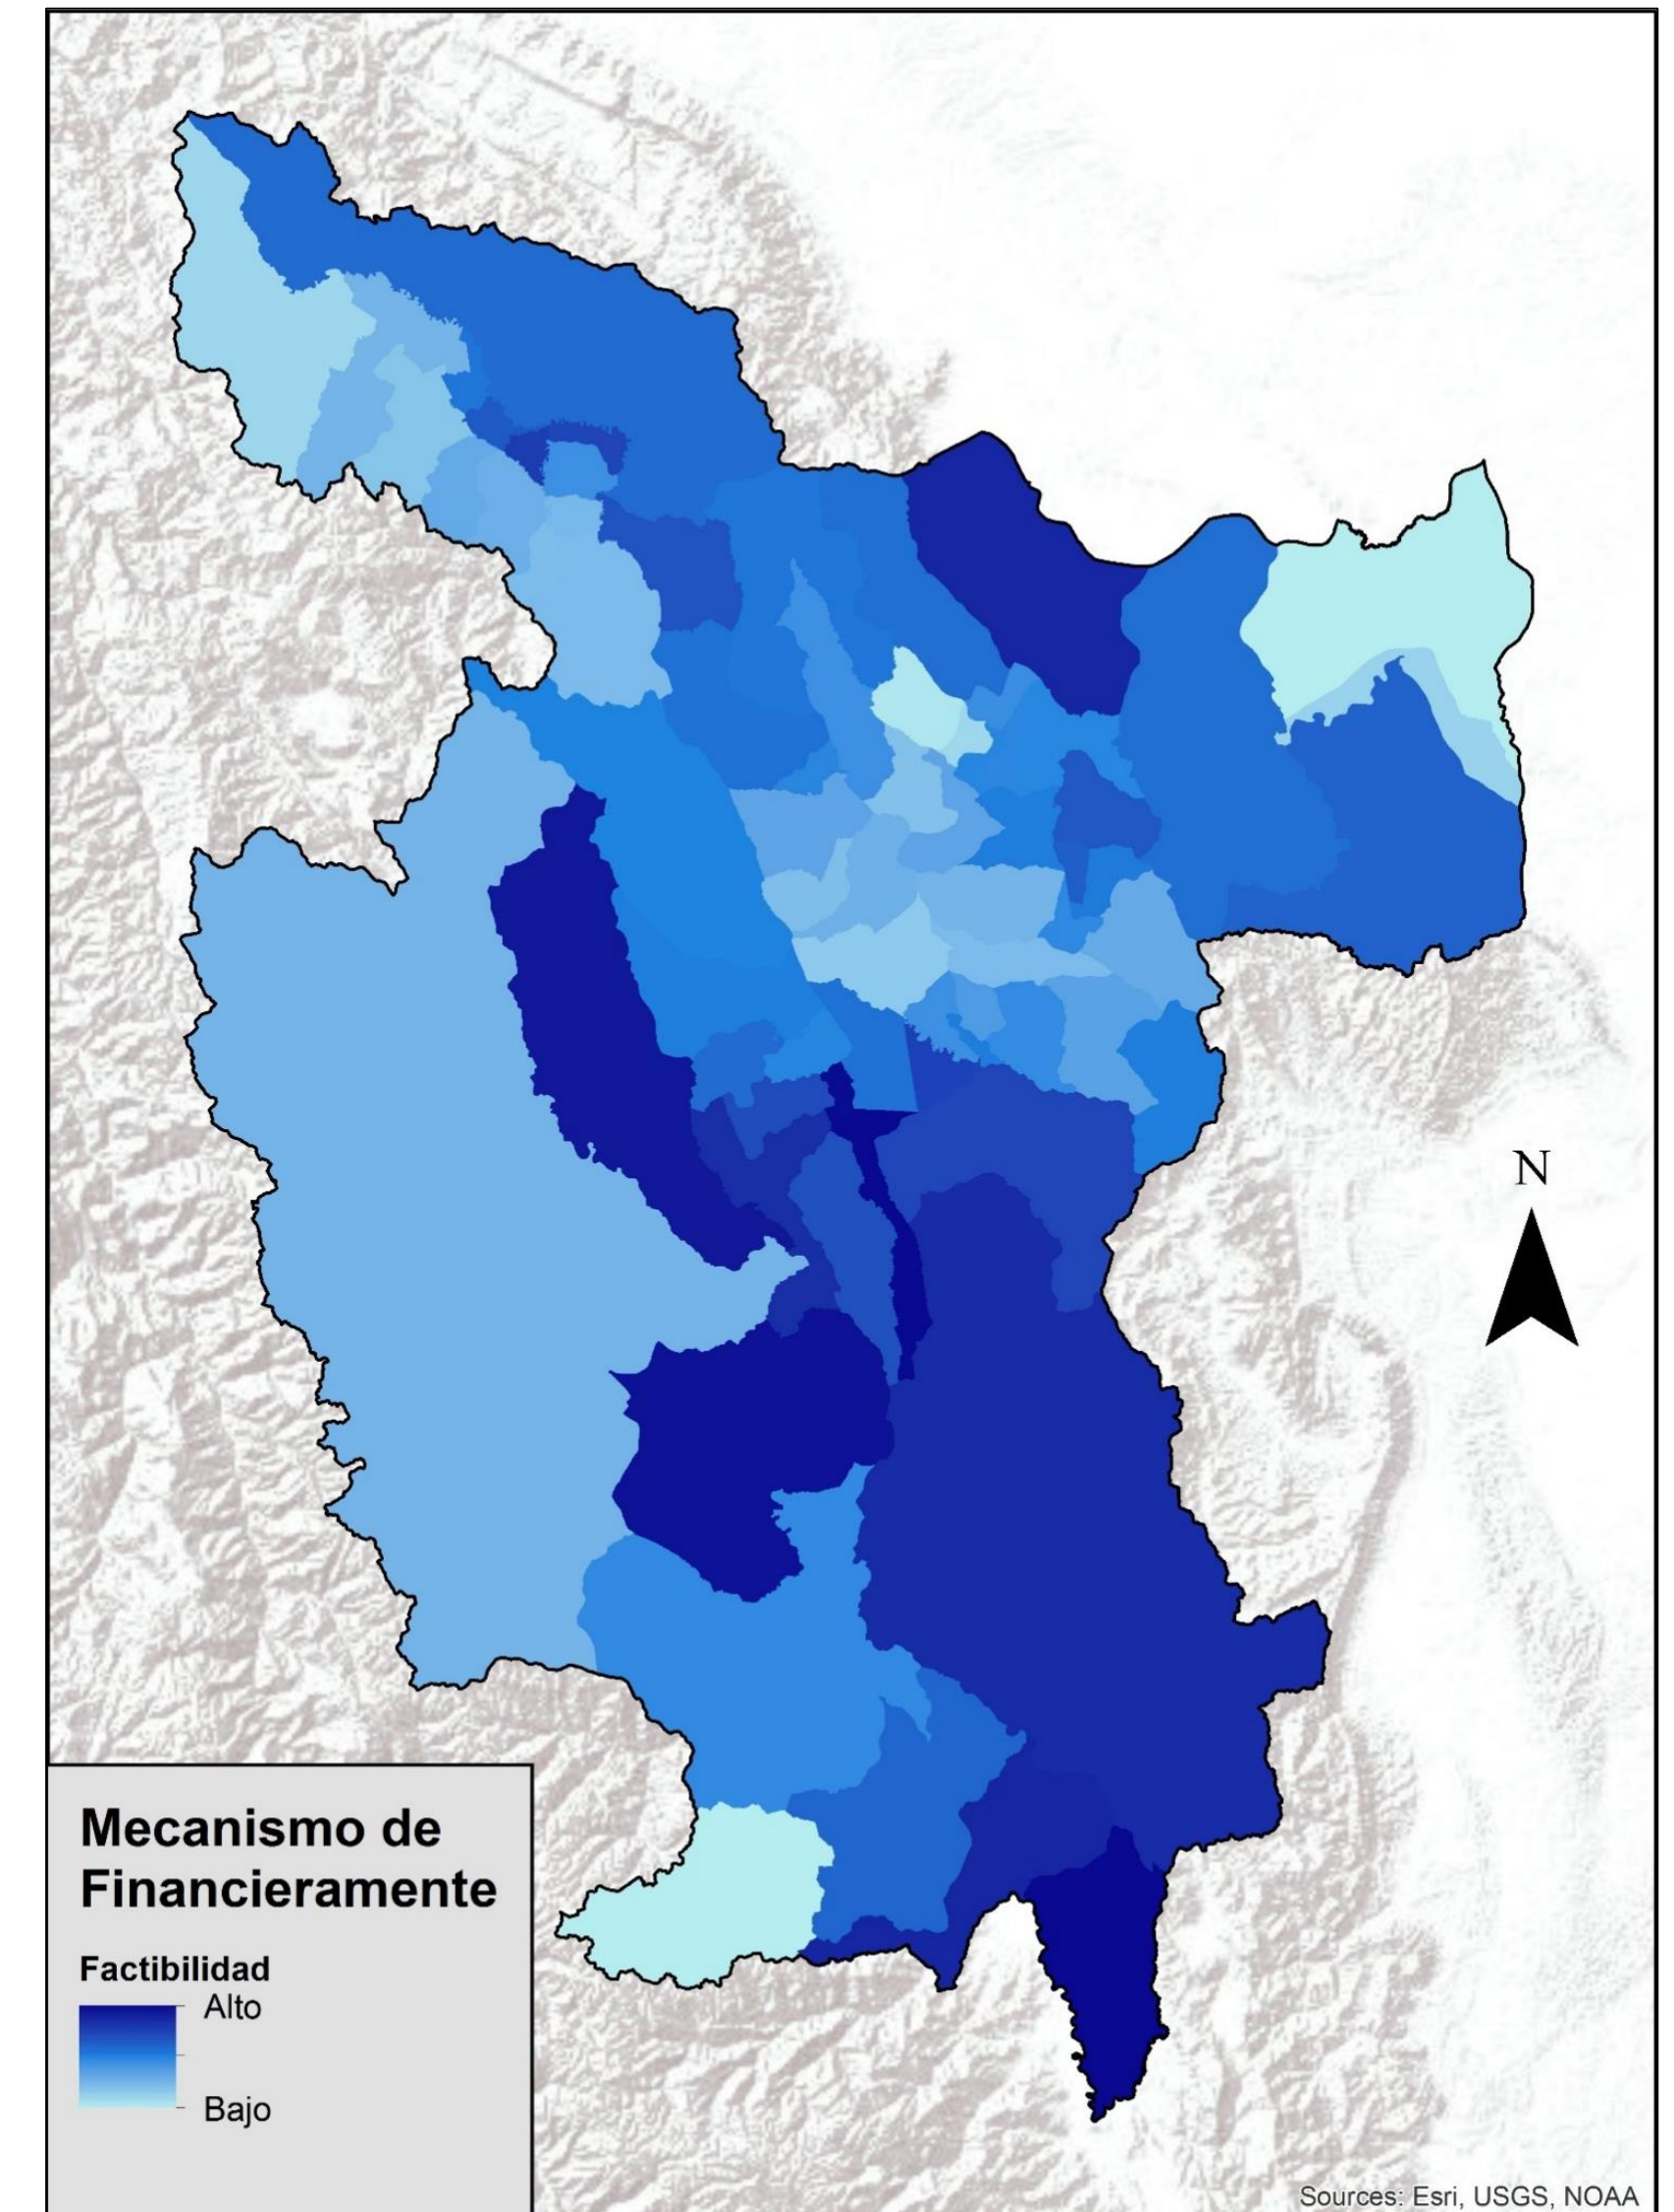 N
Mecanismo de
Financieramente
Factibilidad
Alto
Bajo
Sources: Esri, USGS, NOAA